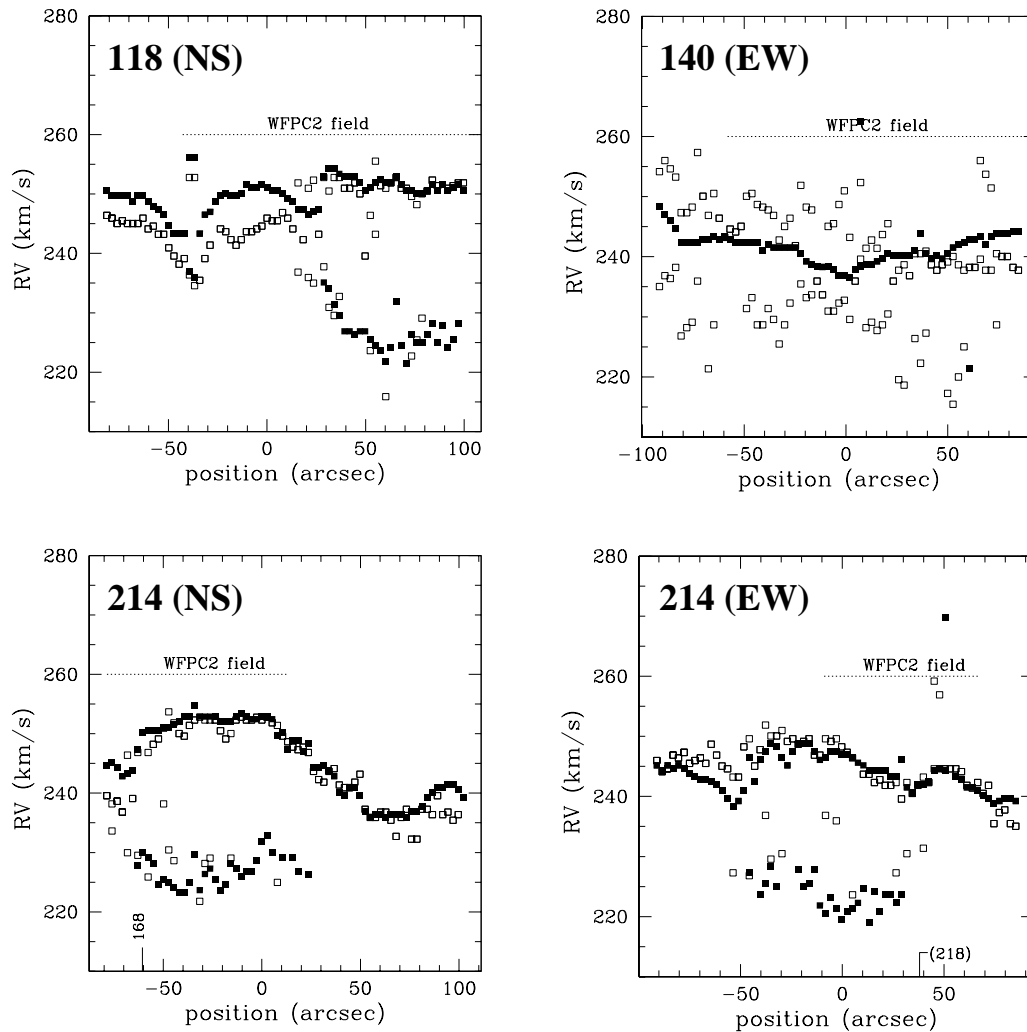 118 (NS)
WFPC2 field
280
260
240
220
RV (km/s)
−50
0
50
100
position (arcsec)
140 (EW)
WFPC2 field
280
260
240
220
RV (km/s)
−100
−50
0
50
position (arcsec)
214 (NS)
WFPC2 field
280
260
240
220
RV (km/s)
168
−50
0
50
100
position (arcsec)
214 (EW)
WFPC2 field
280
260
240
220
RV (km/s)
(218)
−50
0
50
position (arcsec)